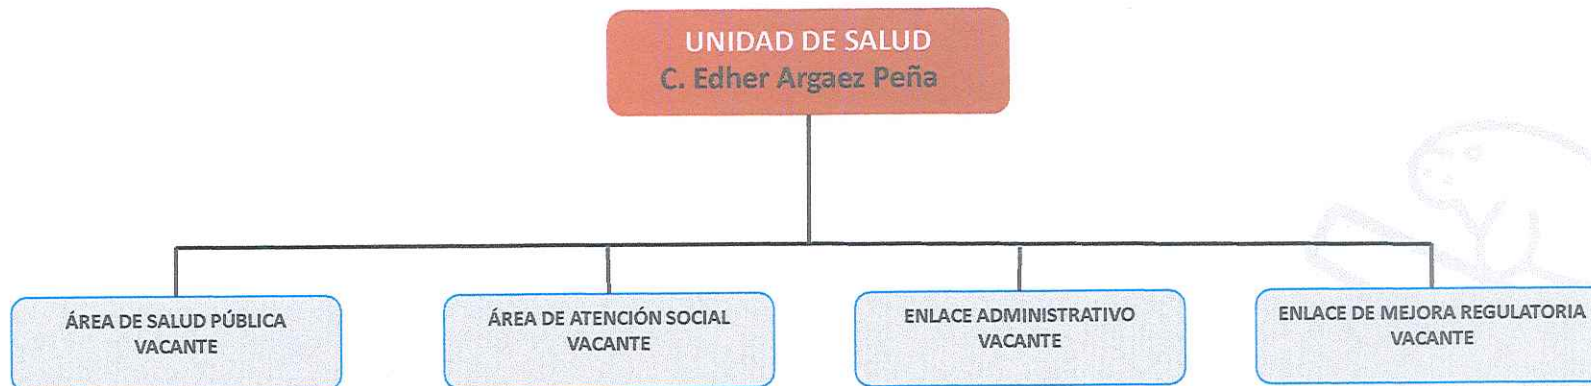 UNIDAD DE SALUD
C. Edher Argaez Peña
ÁREA DE SALUD PÚBLICA
VACANTE
ÁREA DE ATENCIÓN SOCIAL
VACANTE
ENLACE ADMINISTRATIVO
VACANTE
ENLACE DE MEJORA REGULATORIA
VACANTE